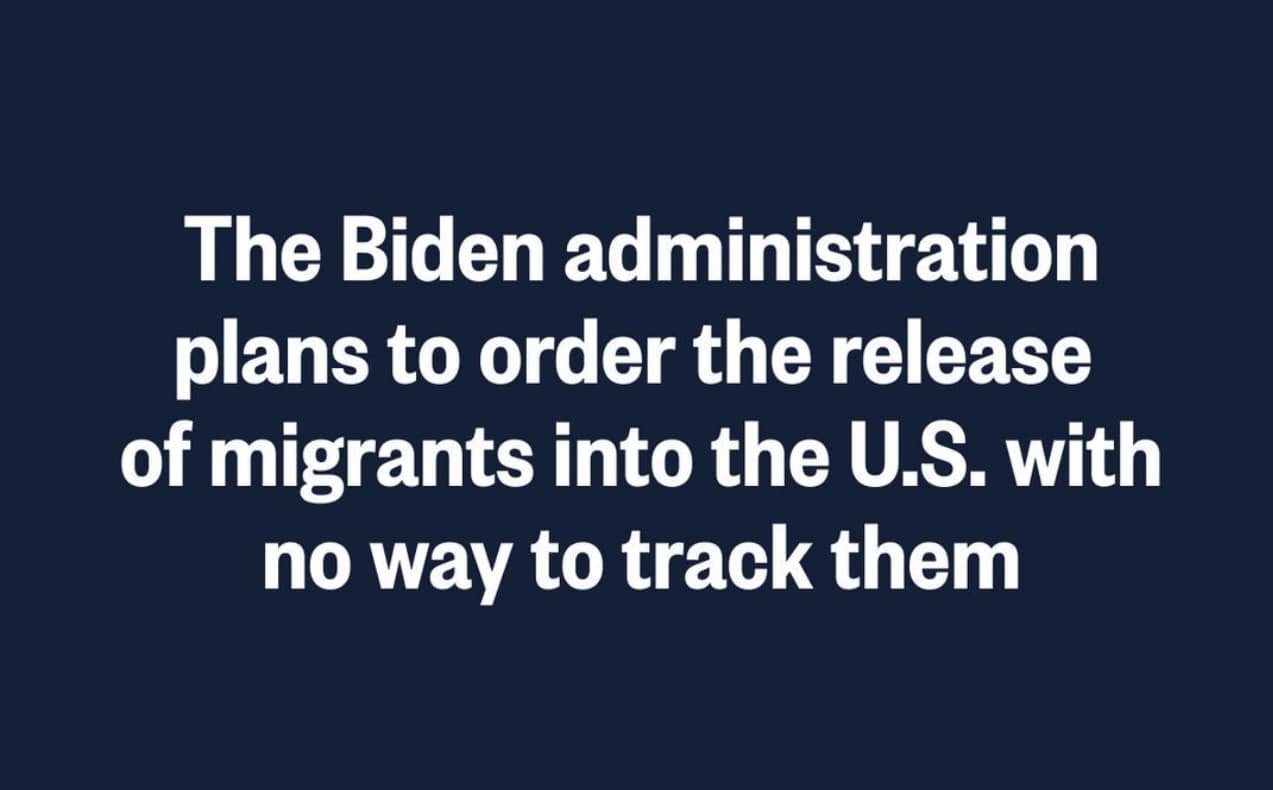 The Biden administration
plans to order the release
of migrants into the U.S. with
no way to track them